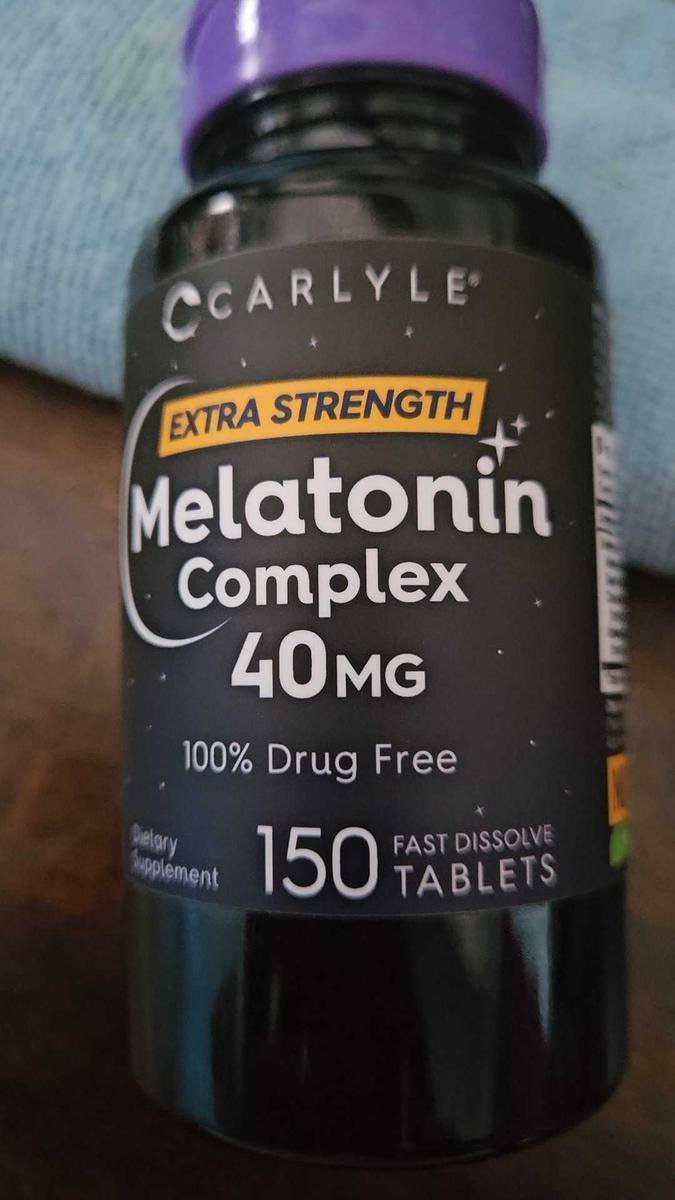 CARLYLE®
EXTRA STRENGTH
Melatonin
Complex
40MG
100% Drug Free
Dietary
Supplement
150
FAST DISSOLVE
TABLETS